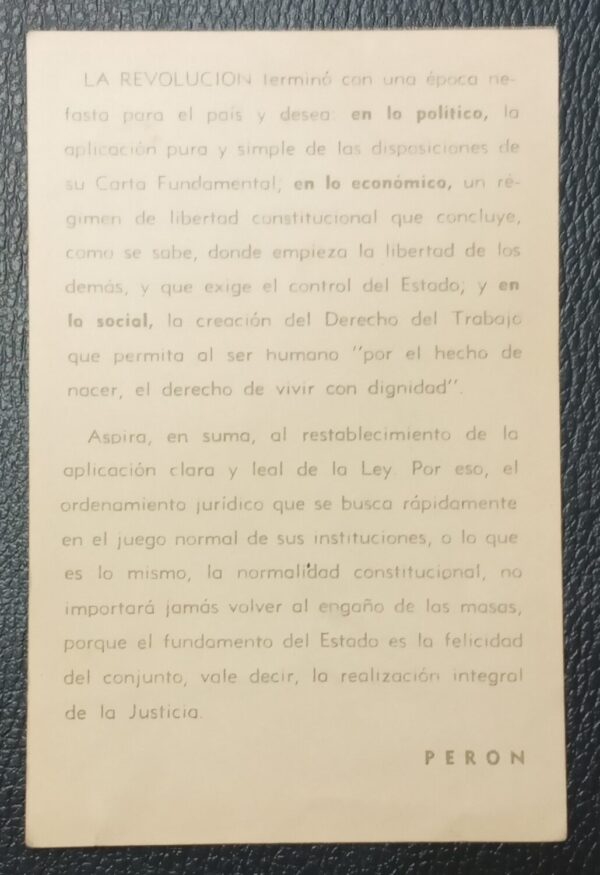 LA REVOLUCION terminó con una época ne-
fasta para el país y desea: en lo político, la
aplicación pura y simple de las disposiciones de
su Carta Fundamental; en lo económico, un ré-
gimen de libertad constitucional que concluye,
como se sabe, donde empieza la libertad de los
demás, y que exige el control del Estado; y en
lo social, la creación del Derecho del Trabajo
que permita al ser humano "por el hecho de
nacer, el derecho de vivir con dignidad".
Aspira, en suma, al restablecimiento de la
aplicación clara y leal de la Ley. Por eso, el
ordenamiento jurídico que se busca rápidamente
en el juego normal de sus instituciones, o lo que
es lo mismo, la normalidad constitucional, no
importará jamás volver al engaño de las masas,
porque el fundamento del Estado es la felicidad
del conjunto, vale decir, la realización integral
de la Justicia.
PERON